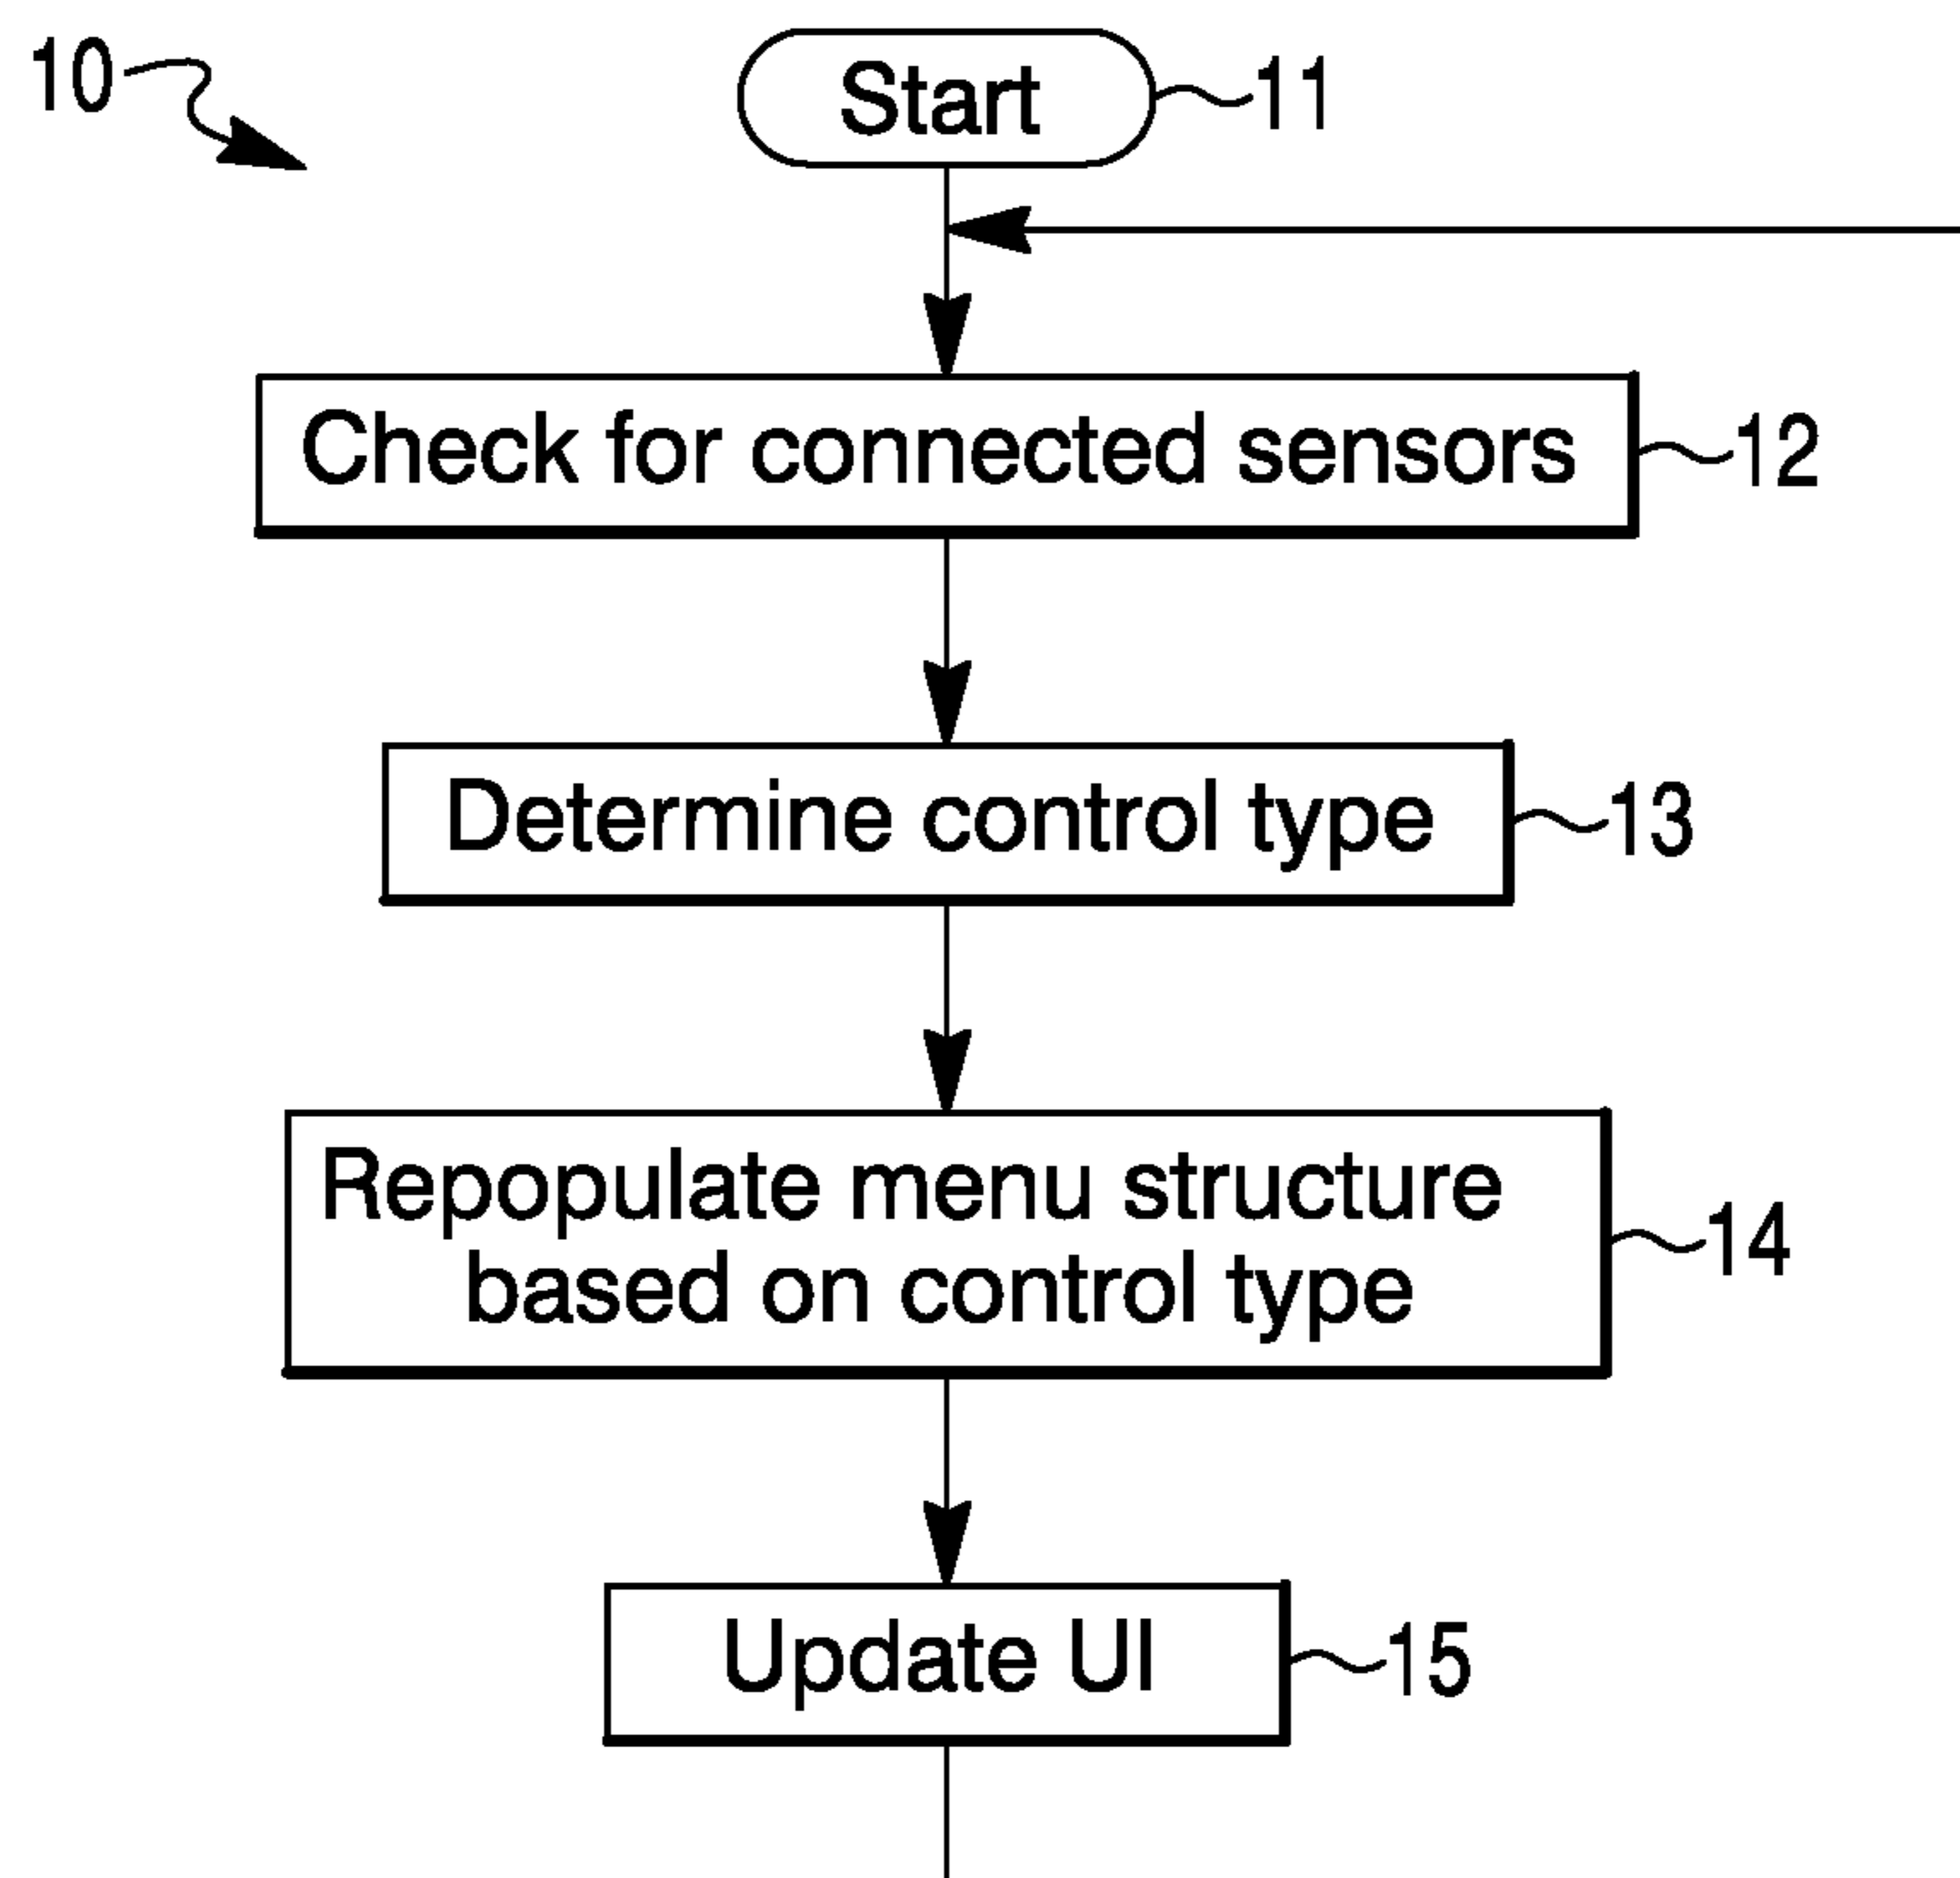 10
Start
11
Check for connected sensors
12
Determine control type
13
Repopulate menu structure
based on control type
14
Update UI
15